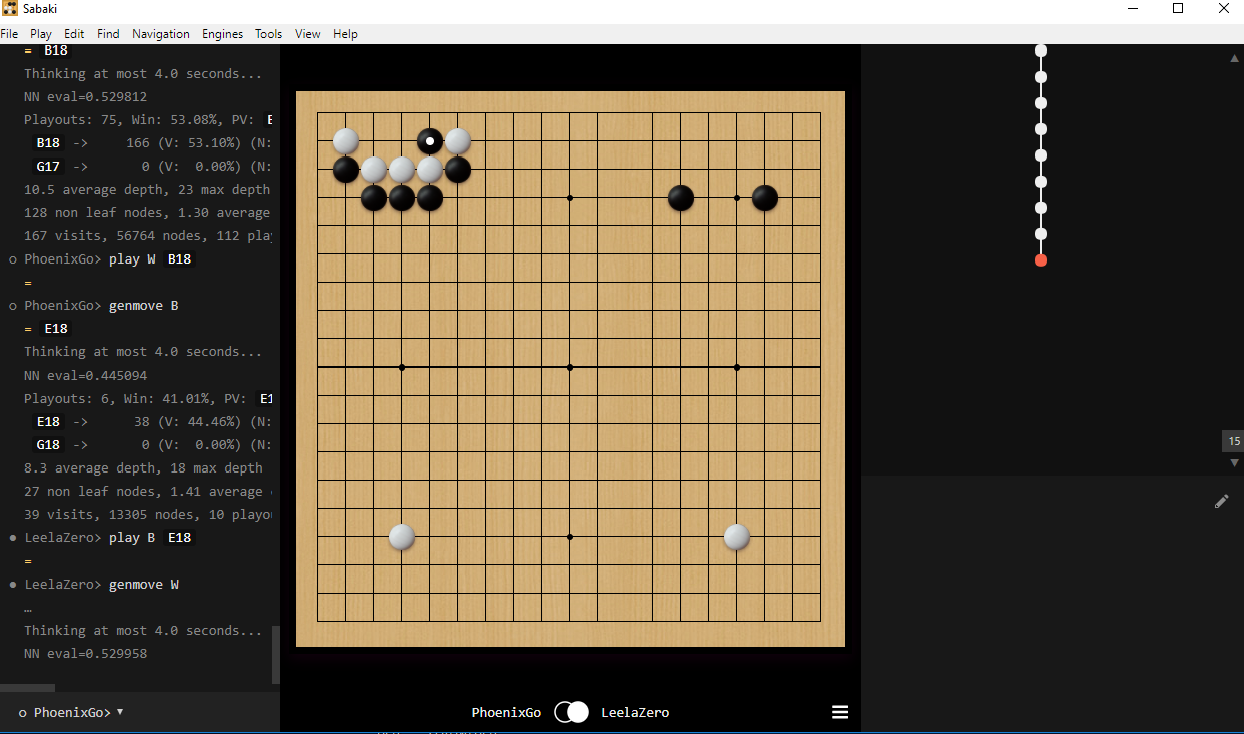 Sabaki
File Play Edit Find Navigation Engines Tools View Help
= B18
Thinking at most 4.0 seconds...
NN eval=0.529812
Playouts: 75, Win: 53.08%, PV:
B18 -> 166 (V: 53.10%) (N:
G17 -> 0 (V: 0.00%) (N:
10.5 average depth, 23 max depth
128 non leaf nodes, 1.30 average
167 visits, 56764 nodes, 112 pla
PhoenixGo> play W B18
=
PhoenixGo> genmove B
= E18
Thinking at most 4.0 seconds...
NN eval=0.445094
Playouts: 6, Win: 41.01%, PV: E1
E18 -> 38 (V: 44.46%) (N:
G18 -> 0 (V: 0.00%) (N:
8.3 average depth, 18 max depth
27 non leaf nodes, 1.41 average
39 visits, 13305 nodes, 10 playo
LeelaZero> play B E18
=
LeelaZero> genmove W
…
Thinking at most 4.0 seconds...
NN eval=0.529958
PhoenixGo>
PhoenixGo LeelaZero
15